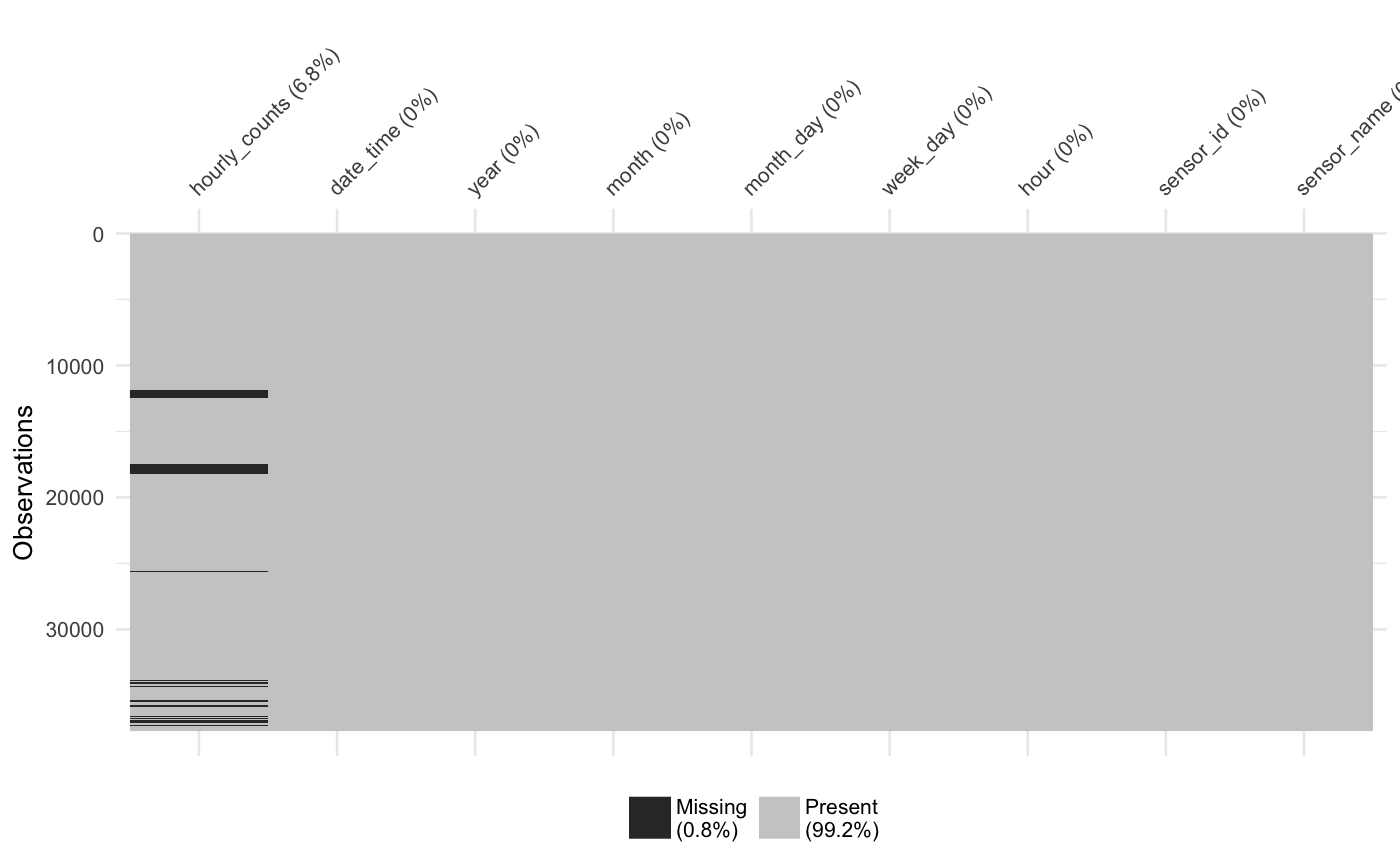 hourly_counts (6.8%)
date_time (0%)
year (0%)
month (0%)
month_day (0%)
week_day (0%)
hour (0%)
sensor_id (0%)
sensor_name (
0
10000
20000
30000
Observations
Missing
(0.8%)
Present
(99.2%)